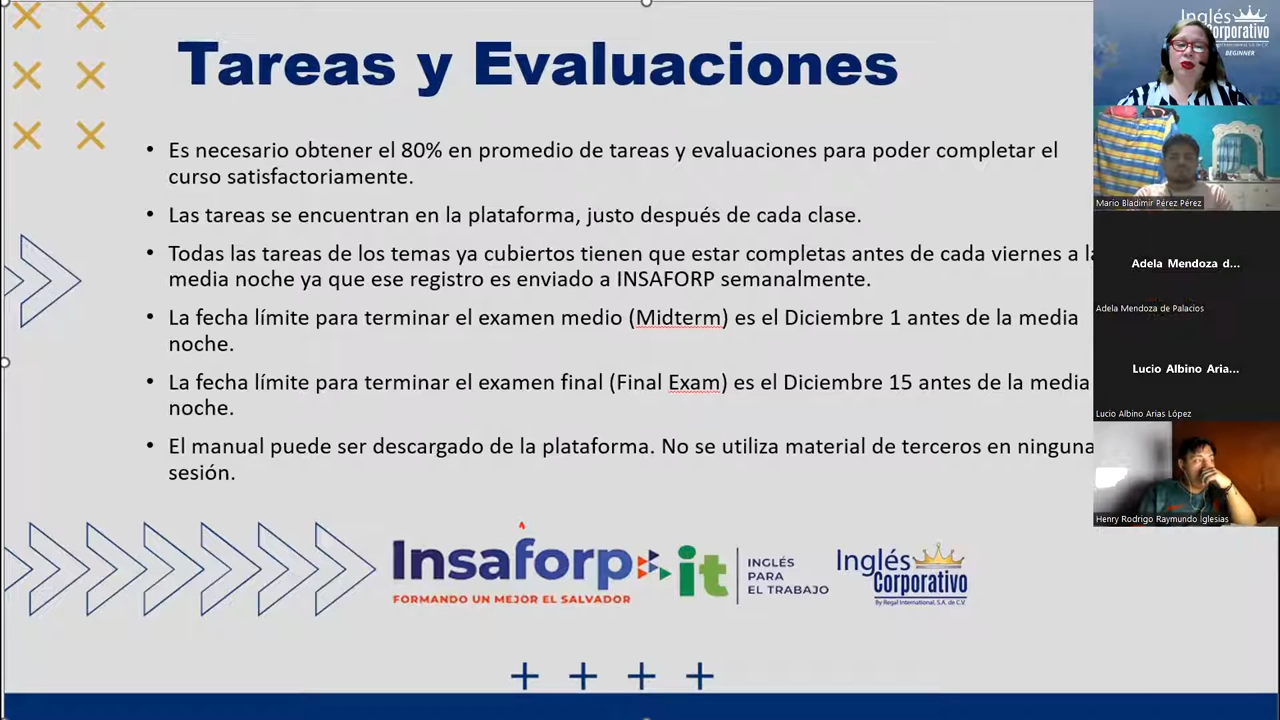 Tareas y Evaluaciones
• Es necesario obtener el 80% en promedio de tareas y evaluaciones para poder completar el
curso satisfactoriamente.
• Las tareas se encuentran en la plataforma, justo después de cada clase.
• Todas las tareas de los temas ya cubiertos tienen que estar completas antes de cada viernes a la
media noche ya que ese registro es enviado a INSAFORP semanalmente.
• La fecha límite para terminar el examen medio (Midterm) es el Diciembre 1 antes de la media
noche.
• La fecha límite para terminar el examen final (Final Exam) es el Diciembre 15 antes de la media
noche.
• El manual puede ser descargado de la plataforma. No se utiliza material de terceros en ninguna
sesión.
Insaforp
FORMANDO UN MEJOR EL SALVADOR
it
INGLÉS
PARA
EL TRABAJO
Inglés
Corporativo
By Regal International, S.A. de C.V.
Inglés
Corporativo
BEGINNER
Mario Bladimir Pérez Pérez
Adela Mendoza d...
Adela Mendoza de Palacios
Lucio Albino Aria...
Lucio Albino Arias López
Henry Rodrigo Raymundo Iglesias